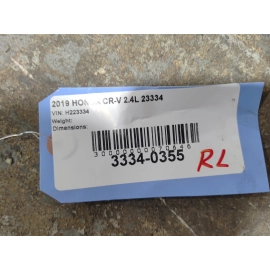 2019 HON CR-V 2.4L 23334
VIN: H223334
Weight:
Dimensions:
3334-0355
RL